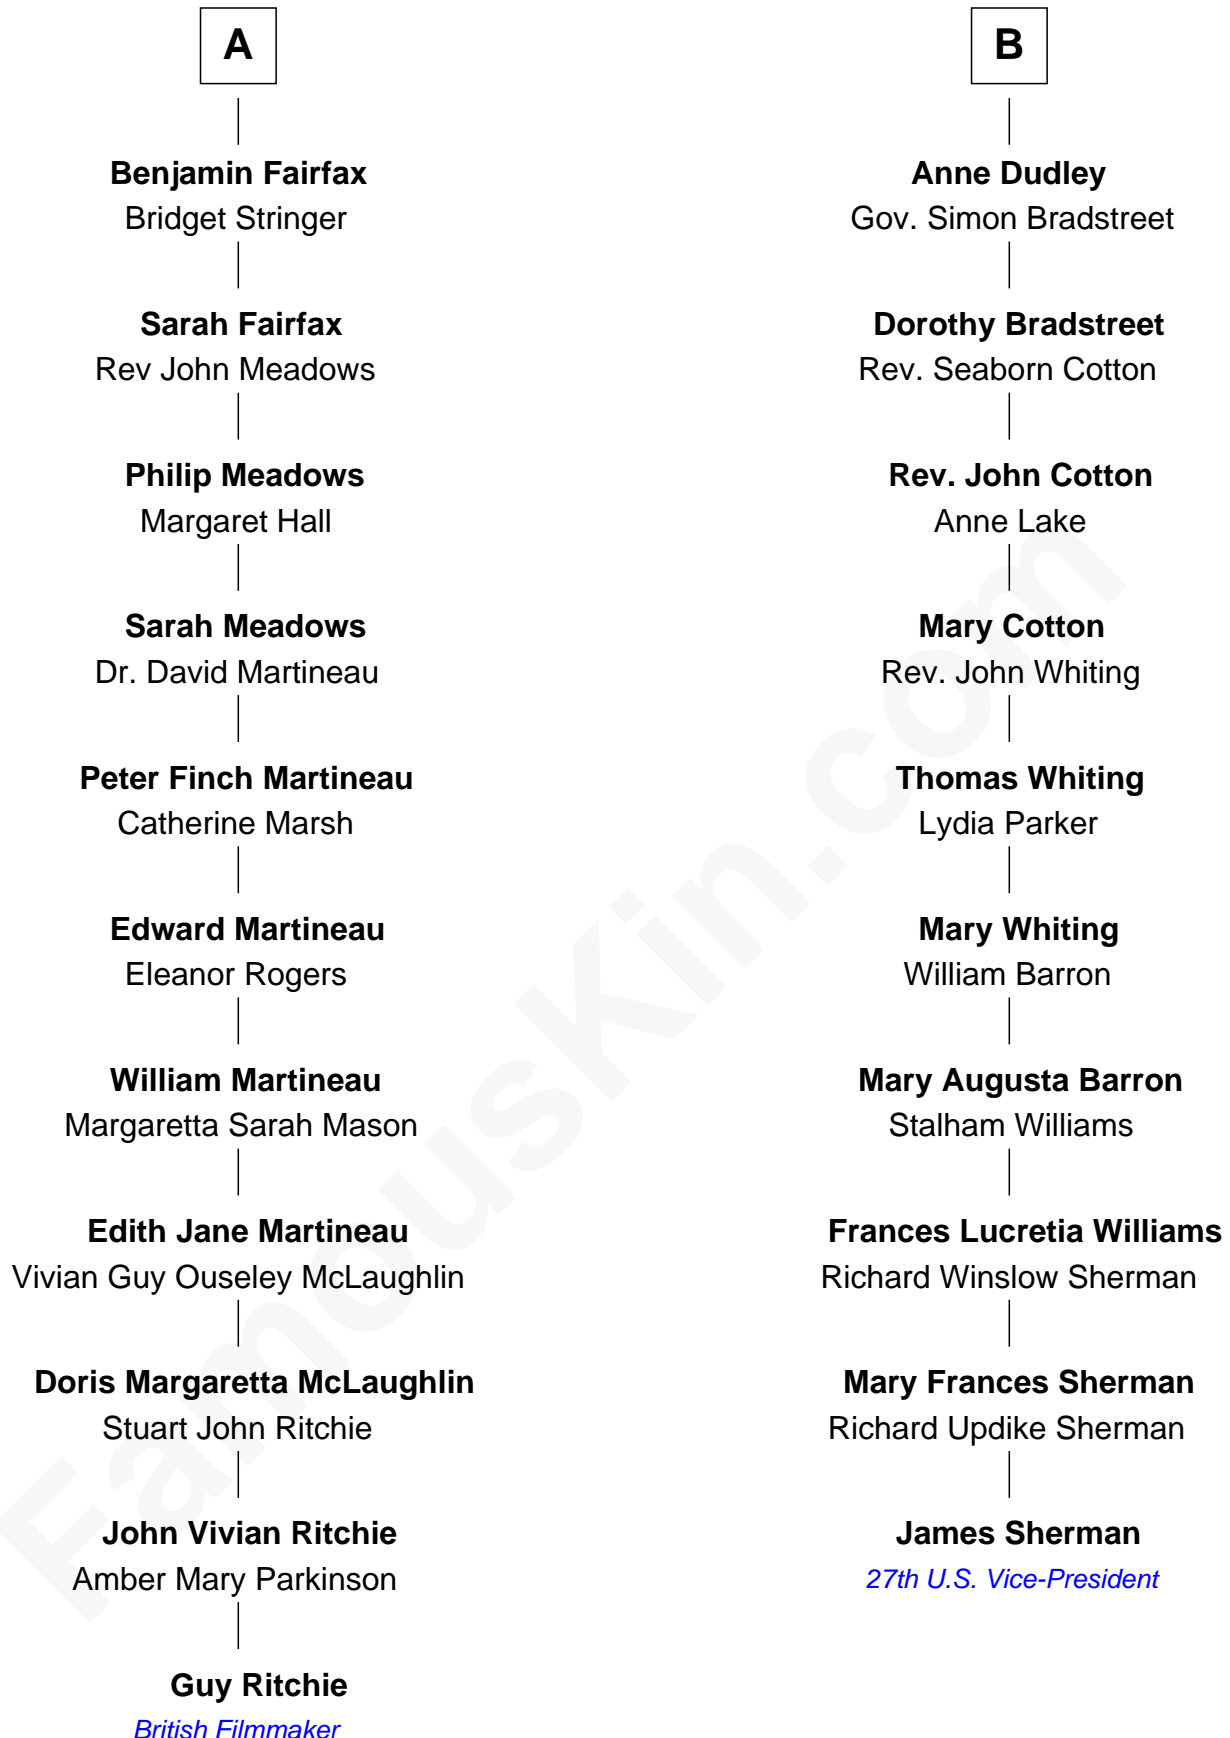 A
Benjamin Fairfax
Bridget Stringer
Sarah Fairfax
Rev John Meadows
Philip Meadows
Margaret Hall
Sarah Meadows
Dr. David Martineau
Peter Finch Martineau
Catherine Marsh
Edward Martineau
Eleanor Rogers
William Martineau
Margaretta Sarah Mason
Edith Jane Martineau
Vivian Guy Ouseley McLaughlin
Doris Margaretta McLaughlin
Stuart John Ritchie
John Vivian Ritchie
Amber Mary Parkinson
Guy Ritchie
British Filmmaker
B
Anne Dudley
Gov. Simon Bradstreet
Dorothy Bradstreet
Rev. Seaborn Cotton
Rev. John Cotton
Anne Lake
Mary Cotton
Rev. John Whiting
Thomas Whiting
Lydia Parker
Mary Whiting
William Barron
Mary Augusta Barron
Stalham Williams
Frances Lucretia Williams
Richard Winslow Sherman
Mary Frances Sherman
Richard Updike Sherman
James Sherman
27th U.S. Vice-President
FamousKin.com